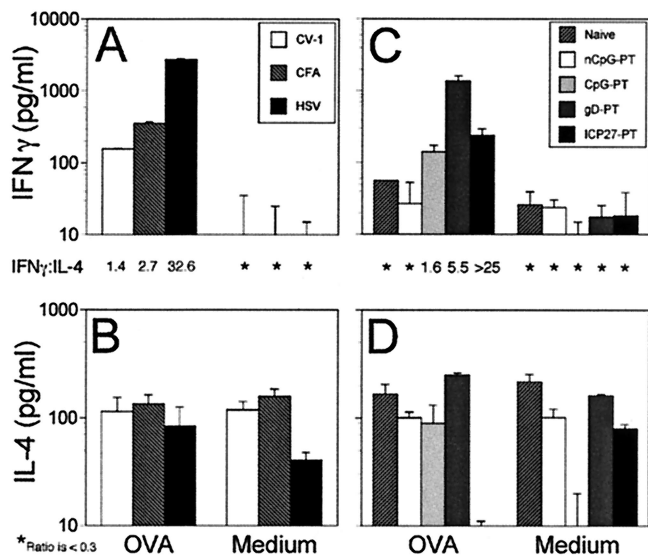 A
IFNγ (pg/ml)
10000
1000
100
10
CV-1
CFA
HSV
C
Naive
nCpG-PT
CpG-PT
gD-PT
ICP27-PT
IFNγ:IL-4 1.4 2.7 32.6 * * * * * 1.6 5.5 >25 * * * * *
B
IL-4 (pg/ml)
1000
100
10
D
*Ratio is < 0.3
OVA Medium OVA Medium